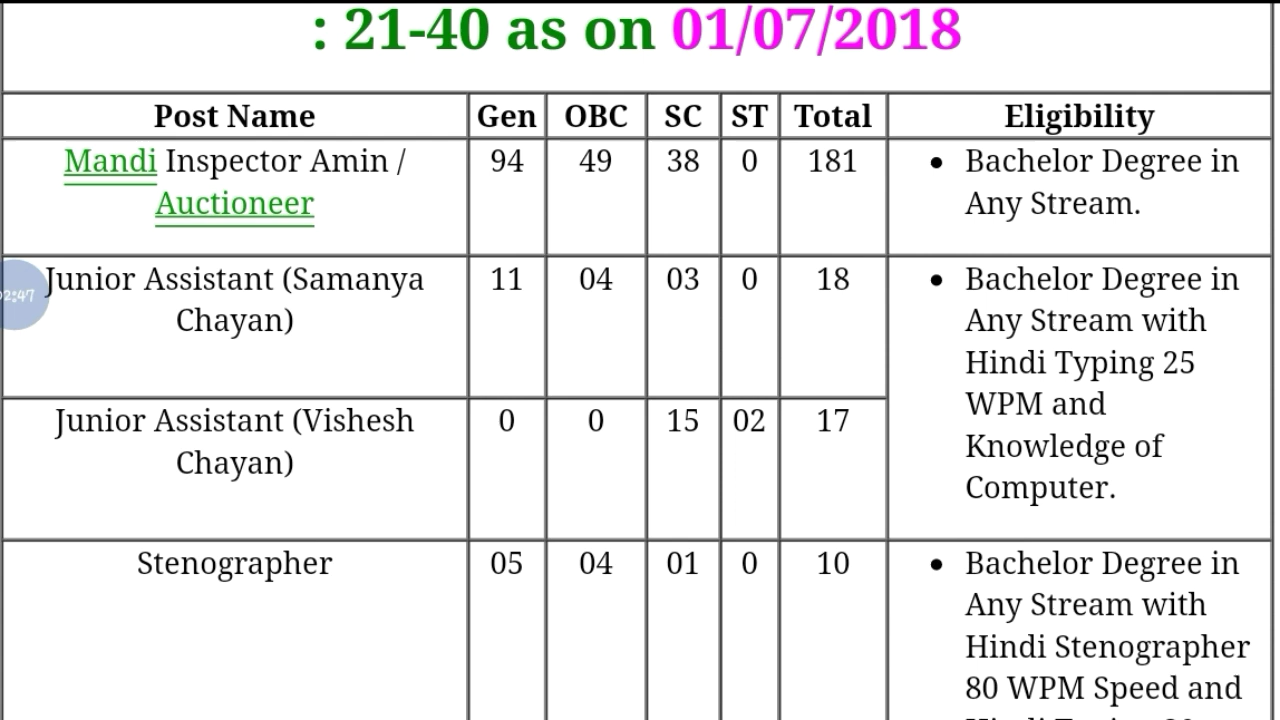 : 21-40 as on 01/07/2018
Post Name Gen OBC SC ST Total Eligibility
Mandi Inspector Amin / 94 49 38 0 181 • Bachelor Degree in
Auctioneer Any Stream.
Junior Assistant (Samanya 11 04 03 0 18 • Bachelor Degree in
Chayan) Any Stream with
Hindi Typing 25
WPM and
Knowledge of
Computer.
Junior Assistant (Vishesh 0 0 15 02 17
Chayan)
Stenographer 05 04 01 0 10 • Bachelor Degree in
Any Stream with
Hindi Stenographer
80 WPM Speed and
02:47